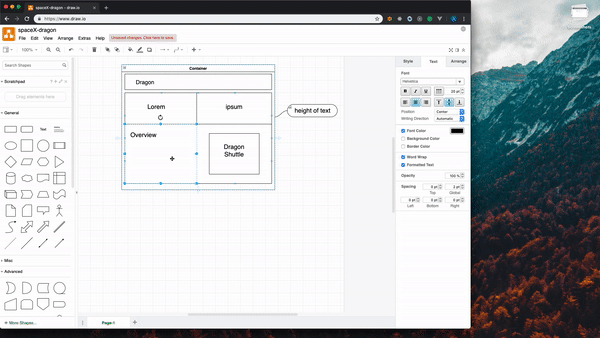 spaceX-dragon - draw.io
https://www.draw.io
spaceX-dragon
File Edit View Arrange Extras Help
Unsaved changes. Click here to save.
100%
Search Shapes
Scratchpad
Drag elements here
General
Text
Misc
Advanced
+ More Shapes...
Container
Dragon
Lorem
ipsum
Overview
Dragon
Shuttle
height of text
Page-1
Style Text Arrange
Font
Helvetica
20 pt
Position
Center
Writing Direction
Automatic
Font Color
Background Color
Border Color
Word Wrap
Formatted Text
Opacity
100 %
Spacing
0 pt
2 pt
Top
Global
0 pt
0 pt
0 pt
Left
Bottom
Right